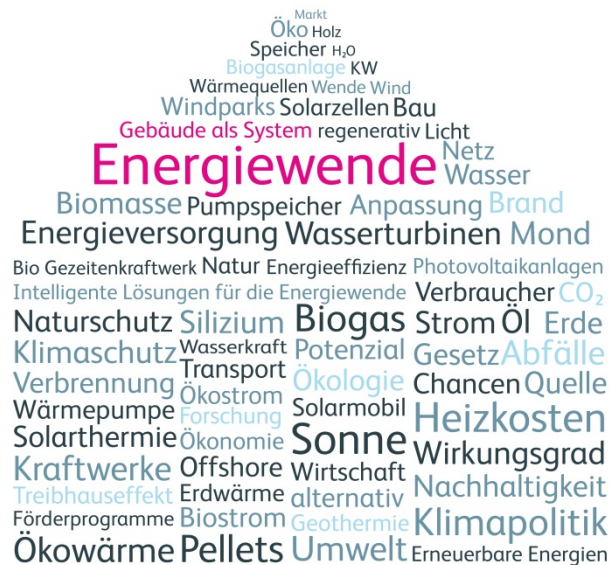 Markt
Öko Holz
Speicher H₂O
Biogasanlage KW
Wärmequellen Wende Wind
Windparks Solarzellen Bau
Gebäude als System regenerativ Licht
Energiewende Netz
Wasser
Biomasse Pumpspeicher Anpassung Brand
Energieversorgung Wasserturbinen Mond
Bio Gezeitenkraftwerk Natur Energieeffizienz Photovoltaikanlagen
Intelligente Lösungen für die Energiewende Verbraucher CO₂
Naturschutz Silizium Biogas Strom Öl Erde
Klimaschutz Wasserkraft Potenzial Gesetz Abfälle
Transport
Verbrennung Ökostrom Ökologie Chancen Quelle
Wärmepumpe Forschung Solarmobil Heizkosten
Solarthermie Ökonomie Sonne Wirkungsgrad
Kraftwerke Offshore Wirtschaft Nachhaltigkeit
Treibhauseffekt Erdwärme alternativ
Förderprogramme Biostrom Geothermie Klimapolitik
Ökowärme Pellets Umwelt Erneuerbare Energien